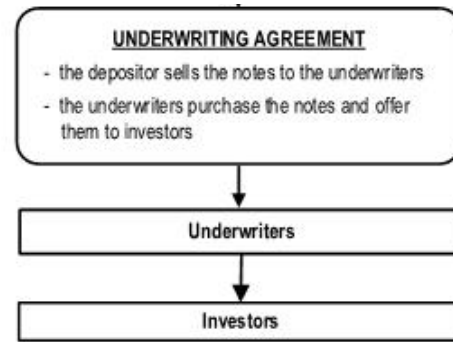 UNDERWRITING AGREEMENT
- the depositor sells the notes to the underwriters
- the underwriters purchase the notes and offer
them to investors
Underwriters
Investors